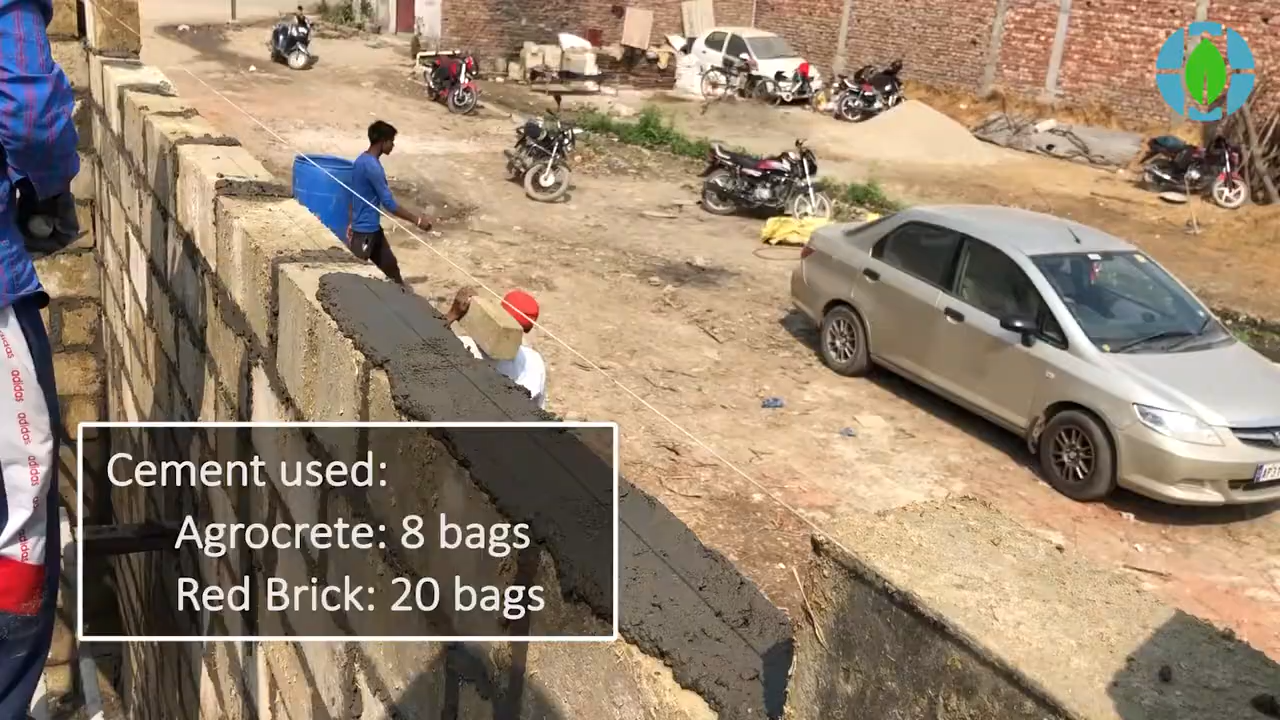 Cement used:
Agrocrete: 8 bags
Red Brick: 20 bags
adidas
adidas
adidas